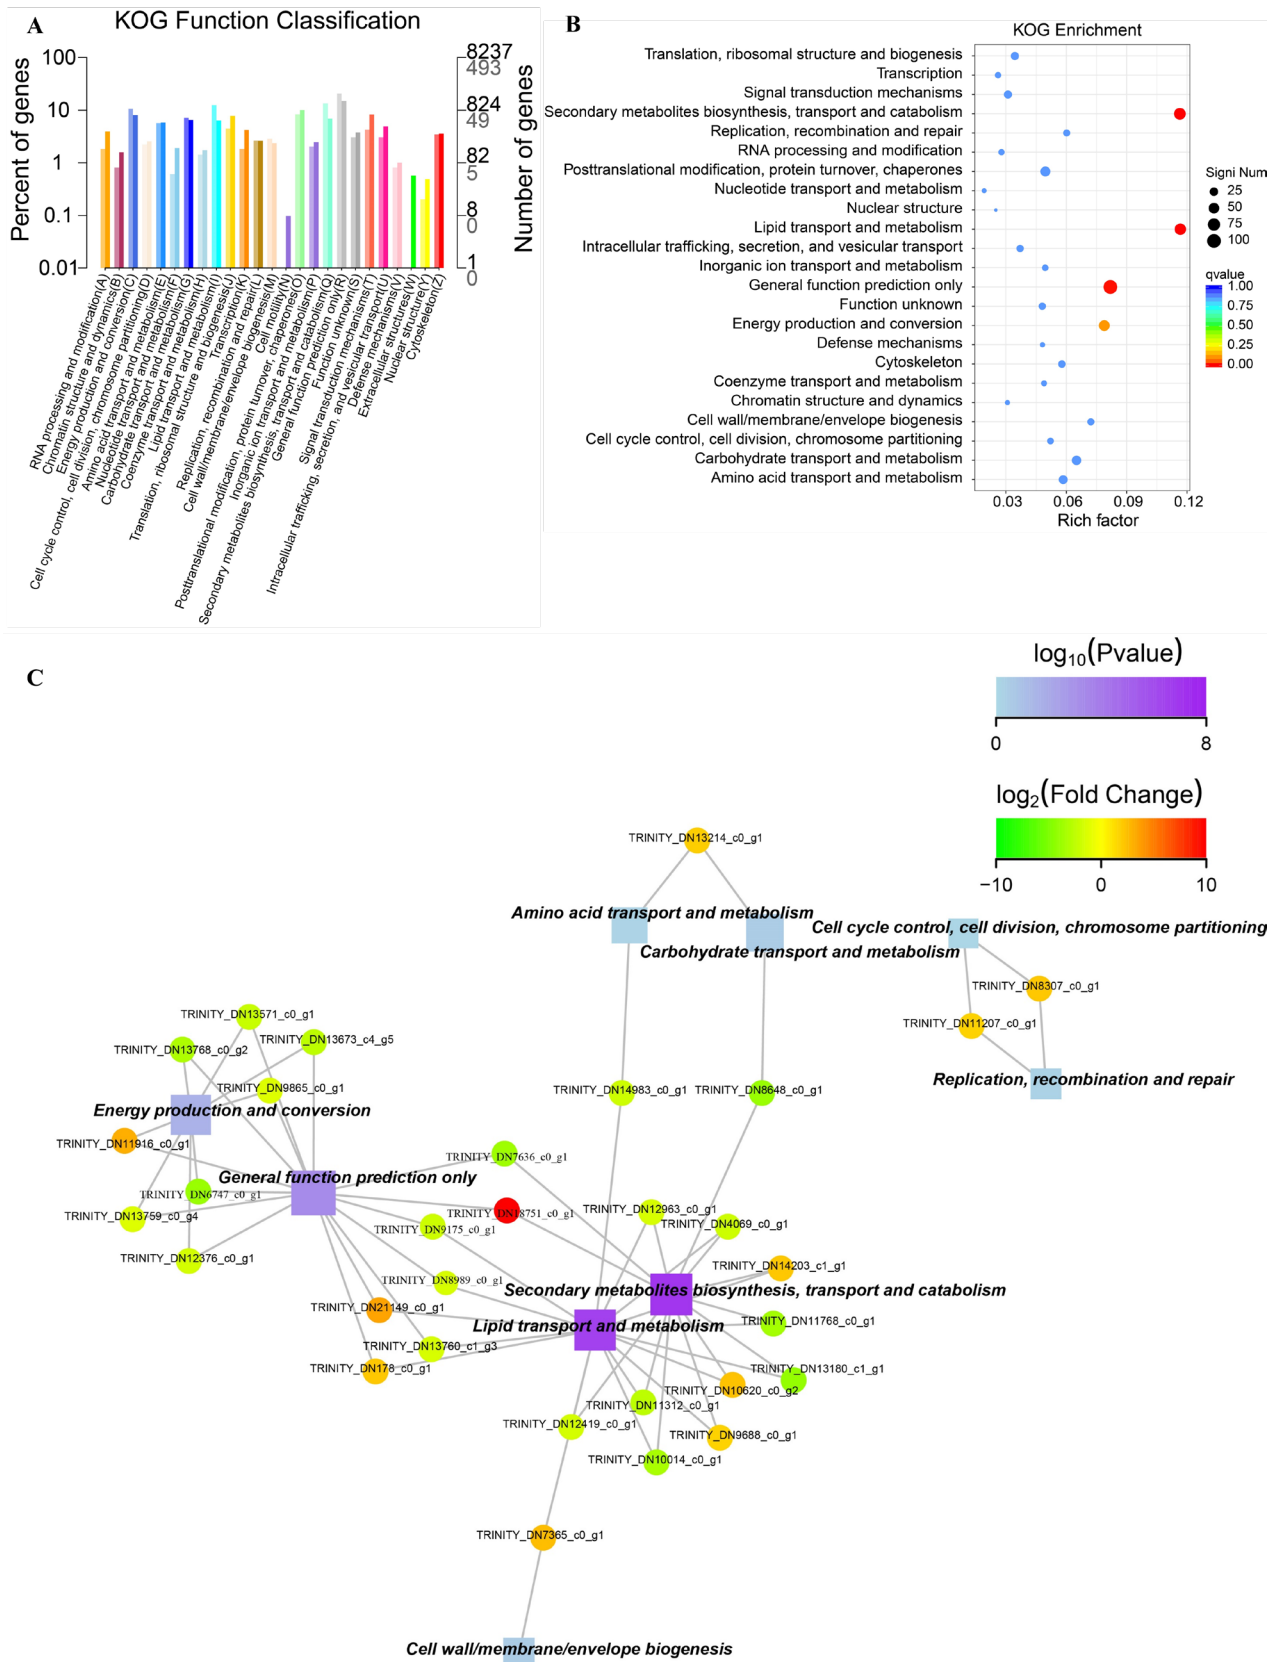 A
KOG Function Classification
Percent of genes
100
10
1
0.1
0.01
8237
493
824
49
82
5
8
0
1
0
Number of genes
RNA processing and modification(A)
Chromatin structure and dynamics(B)
Energy production and conversion(C)
Cell cycle control, cell division, chromosome partitioning(D)
Amino acid transport and metabolism(E)
Nucleotide transport and metabolism(F)
Carbohydrate transport and metabolism(G)
Coenzyme transport and metabolism(H)
Lipid transport and metabolism(I)
Translation, ribosomal structure and biogenesis(J)
Transcription(K)
Replication, recombination and repair(L)
Cell wall/membrane/envelope biogenesis(M)
Cell motility(N)
Posttranslational modification, protein turnover, chaperones(O)
Inorganic ion transport and metabolism(P)
Secondary metabolites biosynthesis, transport and catabolism(Q)
General function prediction only(R)
Function unknown(S)
Signal transduction mechanisms(T)
Intracellular trafficking, secretion, and vesicular transport(U)
Defense mechanisms(V)
Extracellular structures(W)
Nuclear structure(Y)
Cytoskeleton(Z)
B
KOG Enrichment
Translation, ribosomal structure and biogenesis
Transcription
Signal transduction mechanisms
Secondary metabolites biosynthesis, transport and catabolism
Replication, recombination and repair
RNA processing and modification
Posttranslational modification, protein turnover, chaperones
Nucleotide transport and metabolism
Nuclear structure
Lipid transport and metabolism
Intracellular trafficking, secretion, and vesicular transport
Inorganic ion transport and metabolism
General function prediction only
Function unknown
Energy production and conversion
Defense mechanisms
Cytoskeleton
Coenzyme transport and metabolism
Chromatin structure and dynamics
Cell wall/membrane/envelope biogenesis
Cell cycle control, cell division, chromosome partitioning
Carbohydrate transport and metabolism
Amino acid transport and metabolism
0.03 0.06 0.09 0.12
Rich factor
Signi Num
25
50
75
100
qvalue
1.00
0.75
0.50
0.25
0.00
C
log10(Pvalue)
0 8
log2(Fold Change)
−10 0 10
TRINITY_DN13214_c0_g1
Amino acid transport and metabolism
Carbohydrate transport and metabolism
Cell cycle control, cell division, chromosome partitioning
TRINITY_DN8307_c0_g1
TRINITY_DN11207_c0_g1
Replication, recombination and repair
TRINITY_DN13571_c0_g1
TRINITY_DN13768_c0_g2
TRINITY_DN13673_c4_g5
TRINITY_DN9865_c0_g1
Energy production and conversion
TRINITY_DN11916_c0_g1
TRINITY_DN14983_c0_g1
TRINITY_DN8648_c0_g1
TRINITY_DN7636_c0_g1
General function prediction only
TRINITY_DN6747_c0_g1
TRINITY_DN13759_c0_g4
TRINITY_DN12376_c0_g1
TRINITY_DN18751_c0_g1
TRINITY_DN9175_c0_g1
TRINITY_DN12963_c0_g1
TRINITY_DN4069_c0_g1
TRINITY_DN14203_c1_g1
TRINITY_DN8989_c0_g1
Secondary metabolites biosynthesis, transport and catabolism
TRINITY_DN21149_c0_g1
Lipid transport and metabolism
TRINITY_DN11768_c0_g1
TRINITY_DN13760_c1_g3
TRINITY_DN178_c0_g1
TRINITY_DN13180_c1_g1
TRINITY_DN10620_c0_g2
TRINITY_DN11312_c0_g1
TRINITY_DN12419_c0_g1
TRINITY_DN9688_c0_g1
TRINITY_DN10014_c0_g1
TRINITY_DN7365_c0_g1
Cell wall/membrane/envelope biogenesis